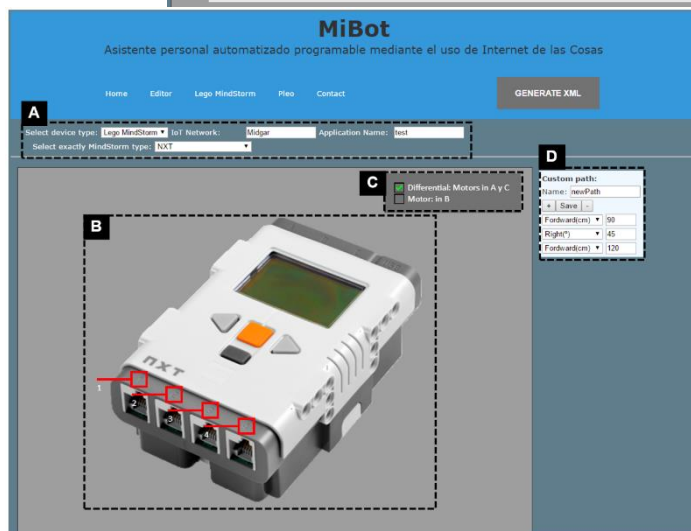 MiBot
Asistente personal automatizado programable mediante el uso de Internet de las Cosas
Home Editor Lego MindStorm Pleo Contact GENERATE XML
A
Select device type: Lego MindStorm IoT Network: Midgar Application Name: test
Select exactly MindStorm type: NXT
C
Differential: Motors in A y C
Motor: in B
D
Custom path:
Name: newPath
+ Save -
Fordward(cm) 90
Right(°) 45
Fordward(cm) 120
B
NXT
1
2
3
4